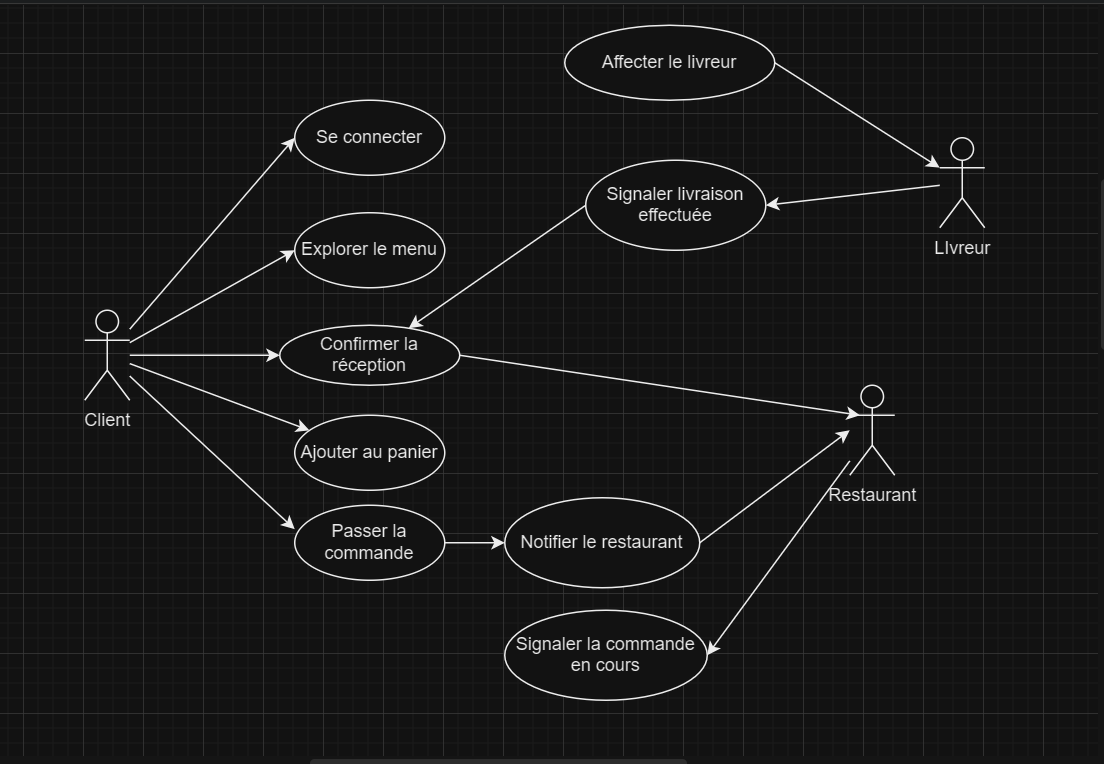 Affecter le livreur
Se connecter
Signaler livraison
effectuée
LIvreur
Explorer le menu
Confirmer la
réception
Client
Ajouter au panier
Restaurant
Passer la
commande
Notifier le restaurant
Signaler la commande
en cours